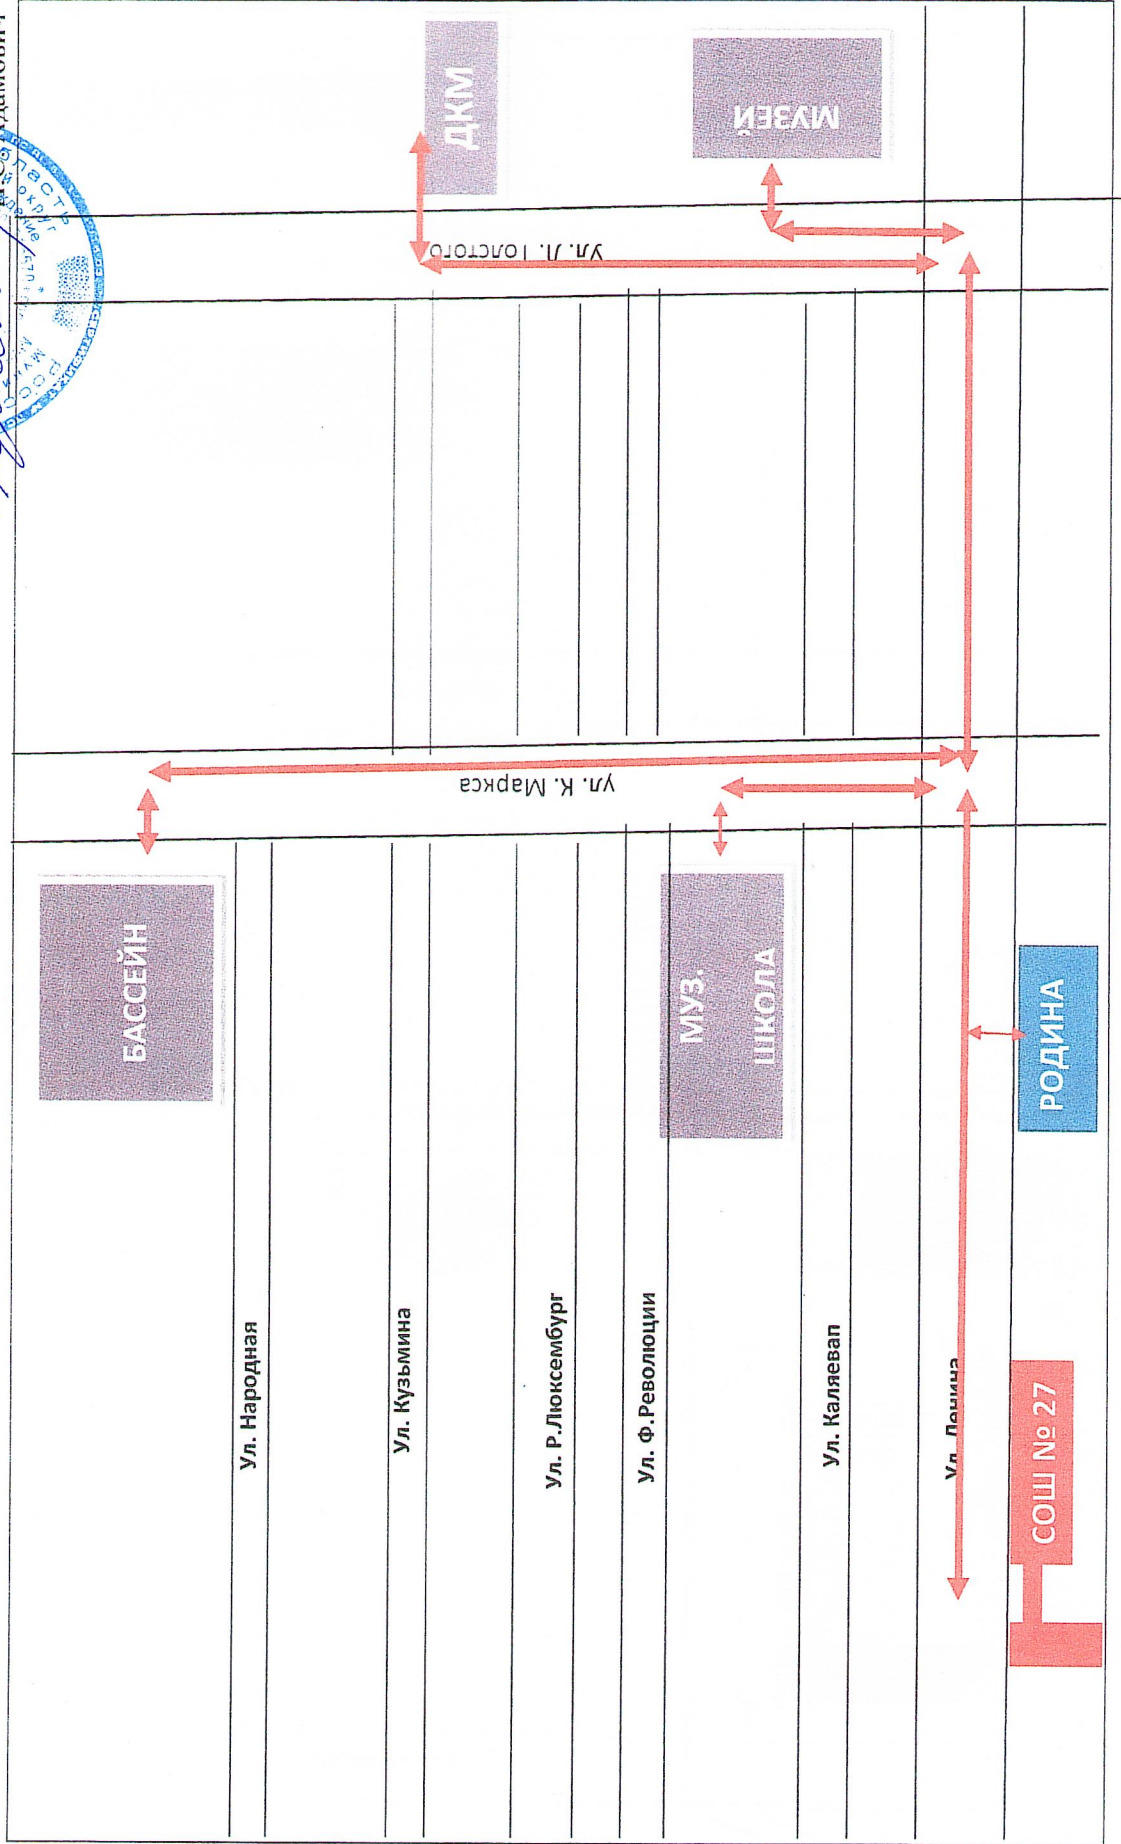 БАССЕЙН
Ул. Народная
Ул. Кузьмина
Ул. Р.Люксембург
Ул. Ф.Революции
МУЗ.
ШКОЛА
Ул. Каляевап
Ул. Ленина
СОШ № 27
РОДИНА
ул. К. Маркса
Ул. Л. Толстого
ДКМ
МУЗЕЙ